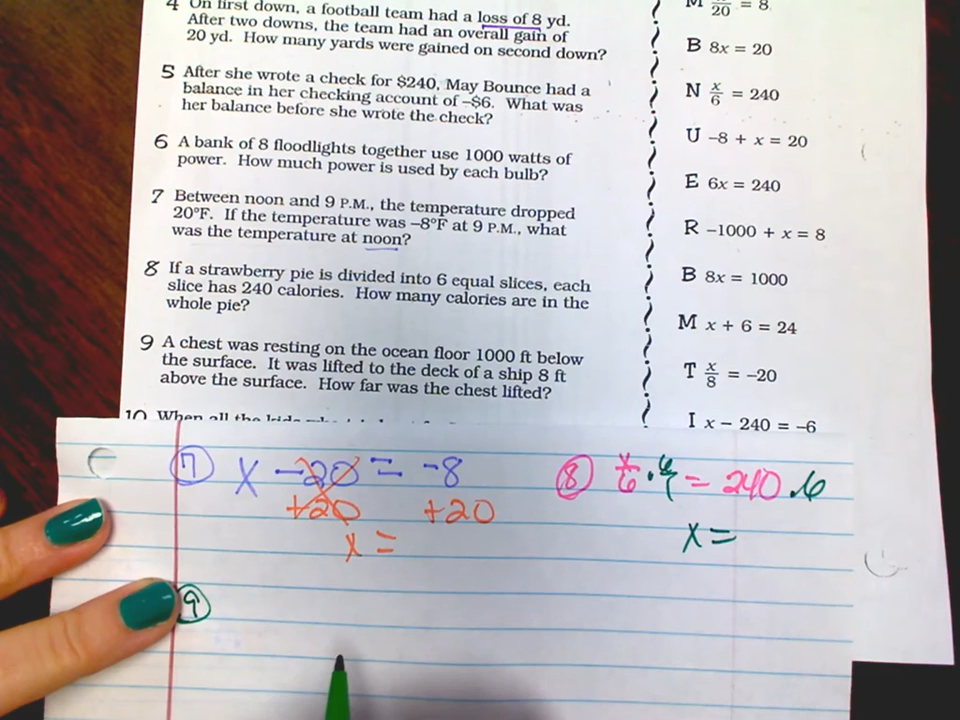 4 On first down, a football team had a loss of 8 yd.
After two downs, the team had an overall gain of
20 yd. How many yards were gained on second down?
5 After she wrote a check for $240, May Bounce had a
balance in her checking account of –$6. What was
her balance before she wrote the check?
6 A bank of 8 floodlights together use 1000 watts of
power. How much power is used by each bulb?
7 Between noon and 9 P.M., the temperature dropped
20°F. If the temperature was –8°F at 9 P.M., what
was the temperature at noon?
8 If a strawberry pie is divided into 6 equal slices, each
slice has 240 calories. How many calories are in the
whole pie?
9 A chest was resting on the ocean floor 1000 ft below
the surface. It was lifted to the deck of a ship 8 ft
above the surface. How far was the chest lifted?
10 When all the kids
M /20 = 8
B 8x = 20
N x/6 = 240
U –8 + x = 20
E 6x = 240
R –1000 + x = 8
B 8x = 1000
M x + 6 = 24
T x/8 = –20
I x – 240 = –6
7 x – 20 = -8
+20 +20
x =
8 x/6 · 6/1 = 240 · 6
x =
9